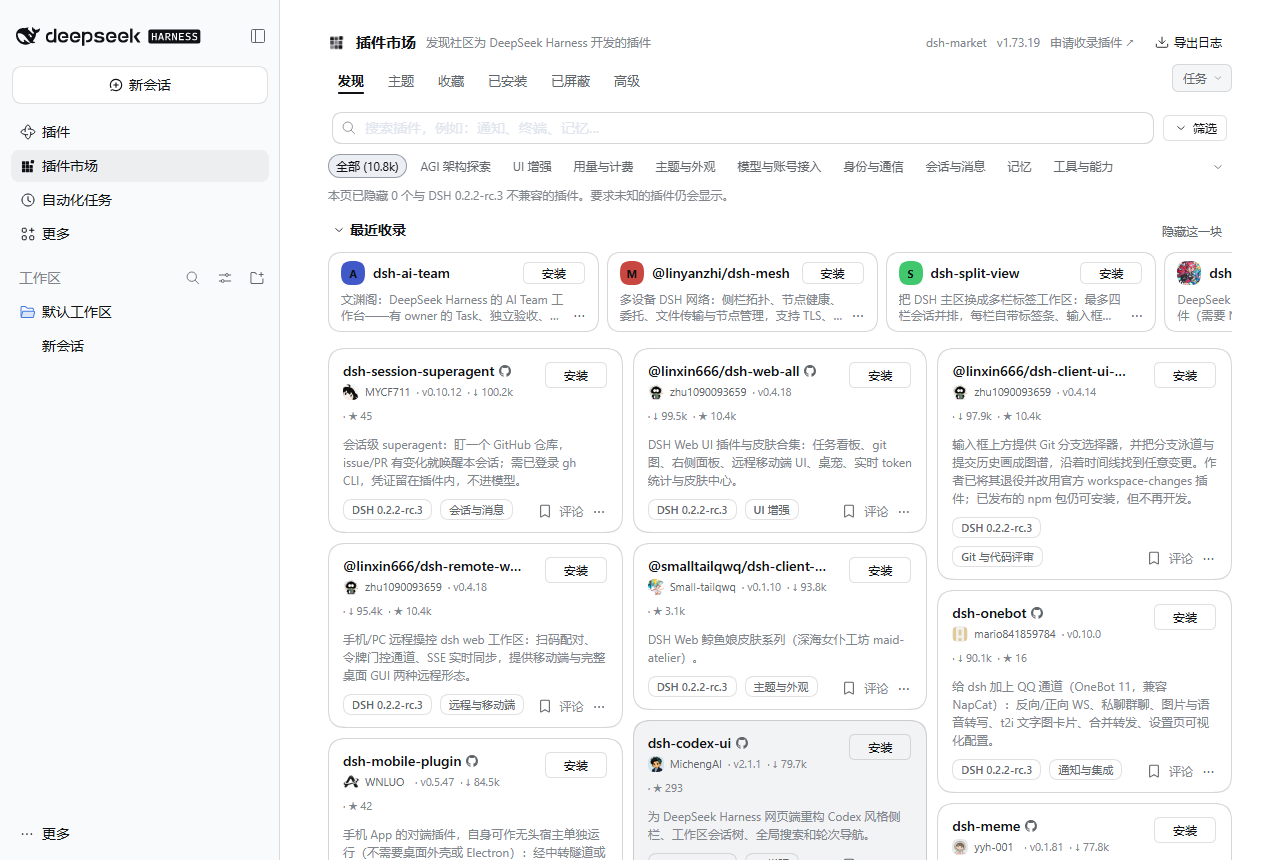 deepseek HARNESS
新会话
插件
插件市场
自动化任务
更多
工作区
默认工作区
新会话
更多
插件市场 发现社区为 DeepSeek Harness 开发的插件
dsh-market v1.73.19 申请收录插件 ↗ 导出日志
发现 主题 收藏 已安装 已屏蔽 高级
任务
搜索插件，例如：通知、终端、记忆...
筛选
全部 (10.8k) AGI 架构探索 UI 增强 用量与计费 主题与外观 模型与账号接入 身份与通信 会话与消息 记忆 工具与能力
本页已隐藏 0 个与 DSH 0.2.2-rc.3 不兼容的插件。要求未知的插件仍会显示。
最近收录
隐藏这一块
A dsh-ai-team 安装
文渊阁：DeepSeek Harness 的 AI Team 工
作台——有 owner 的 Task、独立验收、... ...
M @linyanzhi/dsh-mesh 安装
多设备 DSH 网络：侧栏拓扑、节点健康、
委托、文件传输与节点管理，支持 TLS、... ...
S dsh-split-view 安装
把 DSH 主区换成多栏标签工作区：最多四
栏会话并排，每栏自带标签条、输入框... ...
dsh
DeepSeek
件（需要
dsh-session-superagent 安装
MYCF711 · v0.10.12 · ↓ 100.2k
· ★ 45
会话级 superagent：盯一个 GitHub 仓库，
issue/PR 有变化就唤醒本会话；需已登录 gh
CLI，凭证留在插件内，不进模型。
DSH 0.2.2-rc.3 会话与消息 评论 ...
@linxin666/dsh-web-all 安装
zhu1090093659 · v0.4.18
· ↓ 99.5k · ★ 10.4k
DSH Web UI 插件与皮肤合集：任务看板、git
图、右侧面板、远程移动端 UI、桌宠、实时 token
统计与皮肤中心。
DSH 0.2.2-rc.3 UI 增强 评论 ...
@linxin666/dsh-client-ui-... 安装
zhu1090093659 · v0.4.14
· ↓ 97.9k · ★ 10.4k
输入框上方提供 Git 分支选择器，并把分支泳道与
提交历史画成图谱，沿着时间线找到任意变更。作
者已将其退役并改用官方 workspace-changes 插
件；已发布的 npm 包仍可安装，但不再开发。
DSH 0.2.2-rc.3
Git 与代码评审 评论 ...
@linxin666/dsh-remote-w... 安装
zhu1090093659 · v0.4.18
· ↓ 95.4k · ★ 10.4k
手机/PC 远程操控 dsh web 工作区：扫码配对、
令牌门控通道、SSE 实时同步，提供移动端与完整
桌面 GUI 两种远程形态。
DSH 0.2.2-rc.3 远程与移动端 评论 ...
@smalltailqwq/dsh-client-... 安装
Small-tailqwq · v0.1.10 · ↓ 93.8k
· ★ 3.1k
DSH Web 鲸鱼娘皮肤系列（深海女仆工坊 maid-
atelier）。
DSH 0.2.2-rc.3 主题与外观 评论 ...
dsh-onebot 安装
mario841859784 · v0.10.0
· ↓ 90.1k · ★ 16
给 dsh 加上 QQ 通道（OneBot 11，兼容
NapCat）：反向/正向 WS、私聊群聊、图片与语
音转写、t2i 文字图卡片、合并转发、设置页可视
化配置。
DSH 0.2.2-rc.3 通知与集成 评论 ...
dsh-mobile-plugin 安装
WNLUO · v0.5.47 · ↓ 84.5k
· ★ 42
手机 App 的对端插件，自身可作无头宿主单独运
行（不需要桌面外壳或 Electron）：经中转隧道或
dsh-codex-ui 安装
MichengAI · v2.1.1 · ↓ 79.7k
· ★ 293
为 DeepSeek Harness 网页端重构 Codex 风格侧
栏、工作区会话树、全局搜索和轮次导航。
dsh-meme 安装
yyh-001 · v0.1.81 · ↓ 77.8k